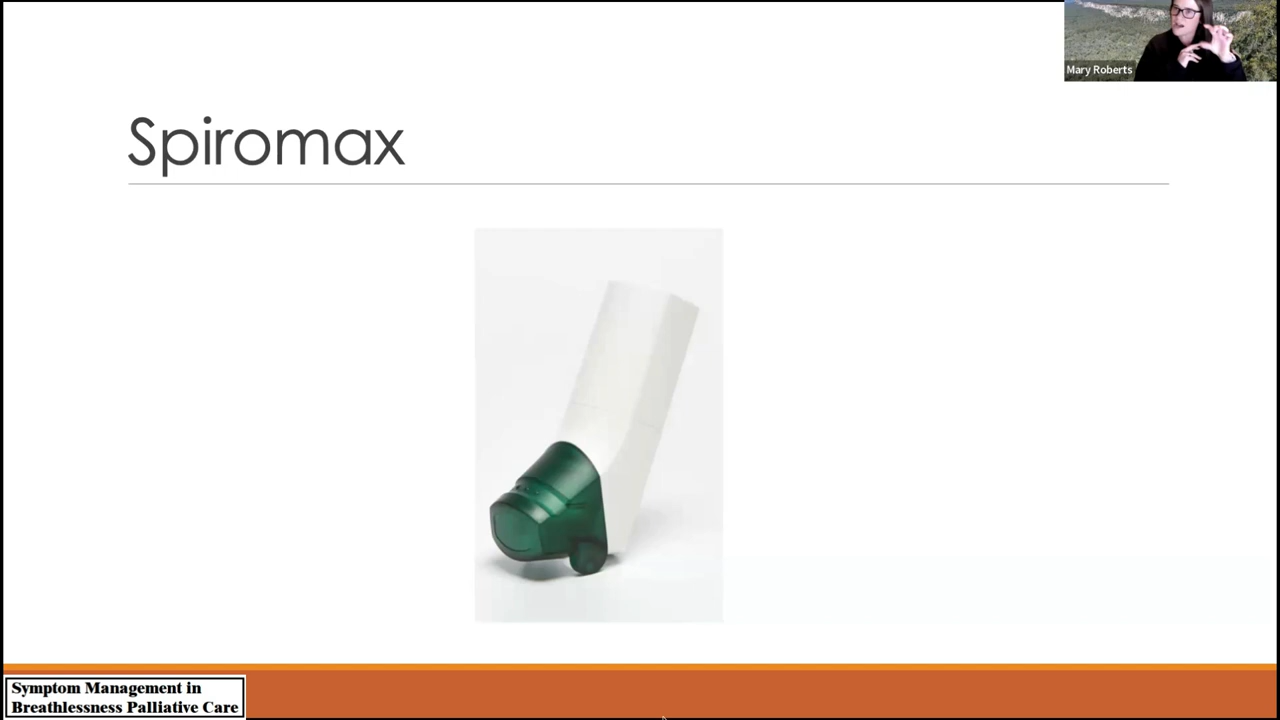 Mary Roberts
Spiromax
Symptom Management in
Breathlessness Palliative Care